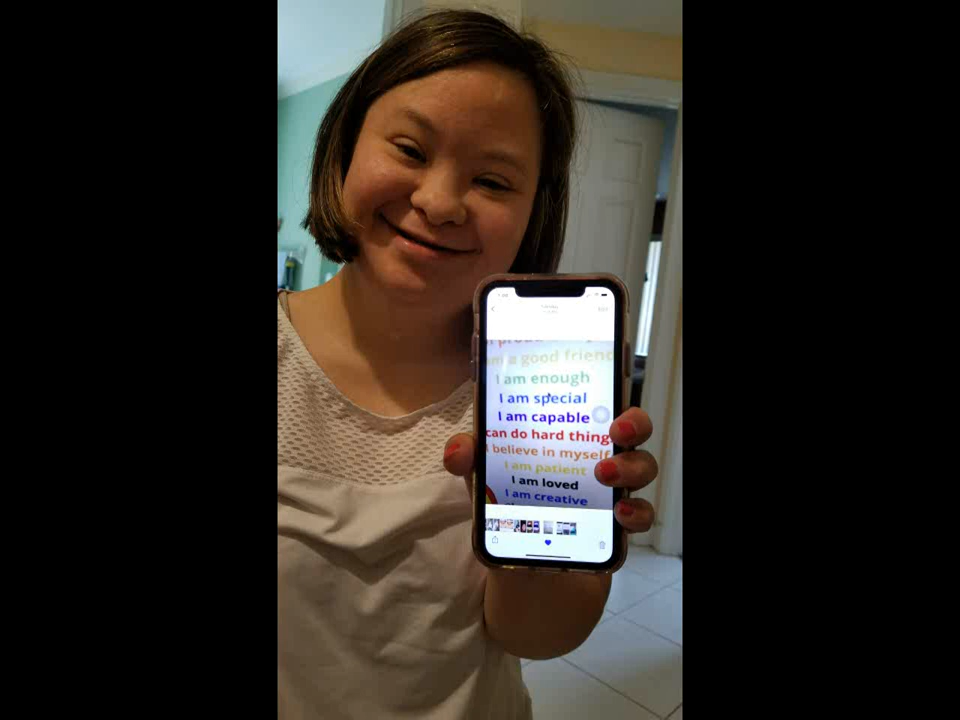 am a good friend
I am enough
I am special
I am capable
can do hard thing
I believe in myself
I am patient
I am loved
I am creative